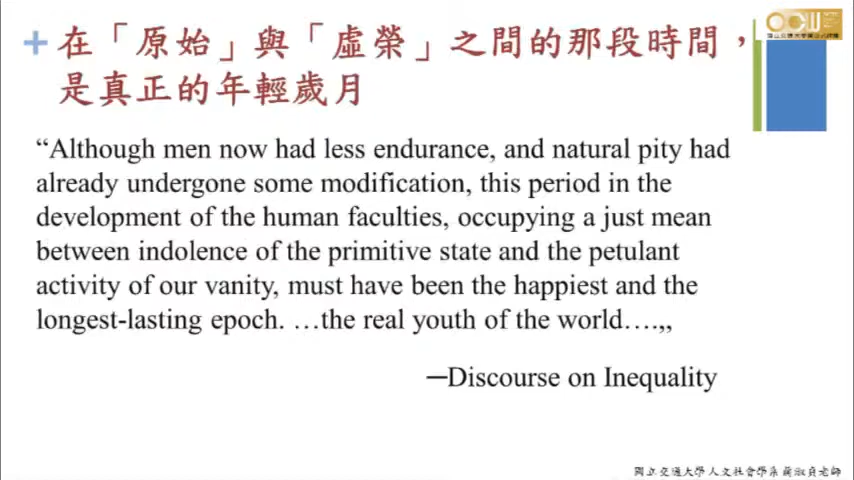 在「原始」與「虛榮」之間的那段時間，
是真正的年輕歲月
“Although men now had less endurance, and natural pity had
already undergone some modification, this period in the
development of the human faculties, occupying a just mean
between indolence of the primitive state and the petulant
activity of our vanity, must have been the happiest and the
longest-lasting epoch. …the real youth of the world….,,
─Discourse on Inequality
國立交通大學人文社會學系蔣淑貞老師